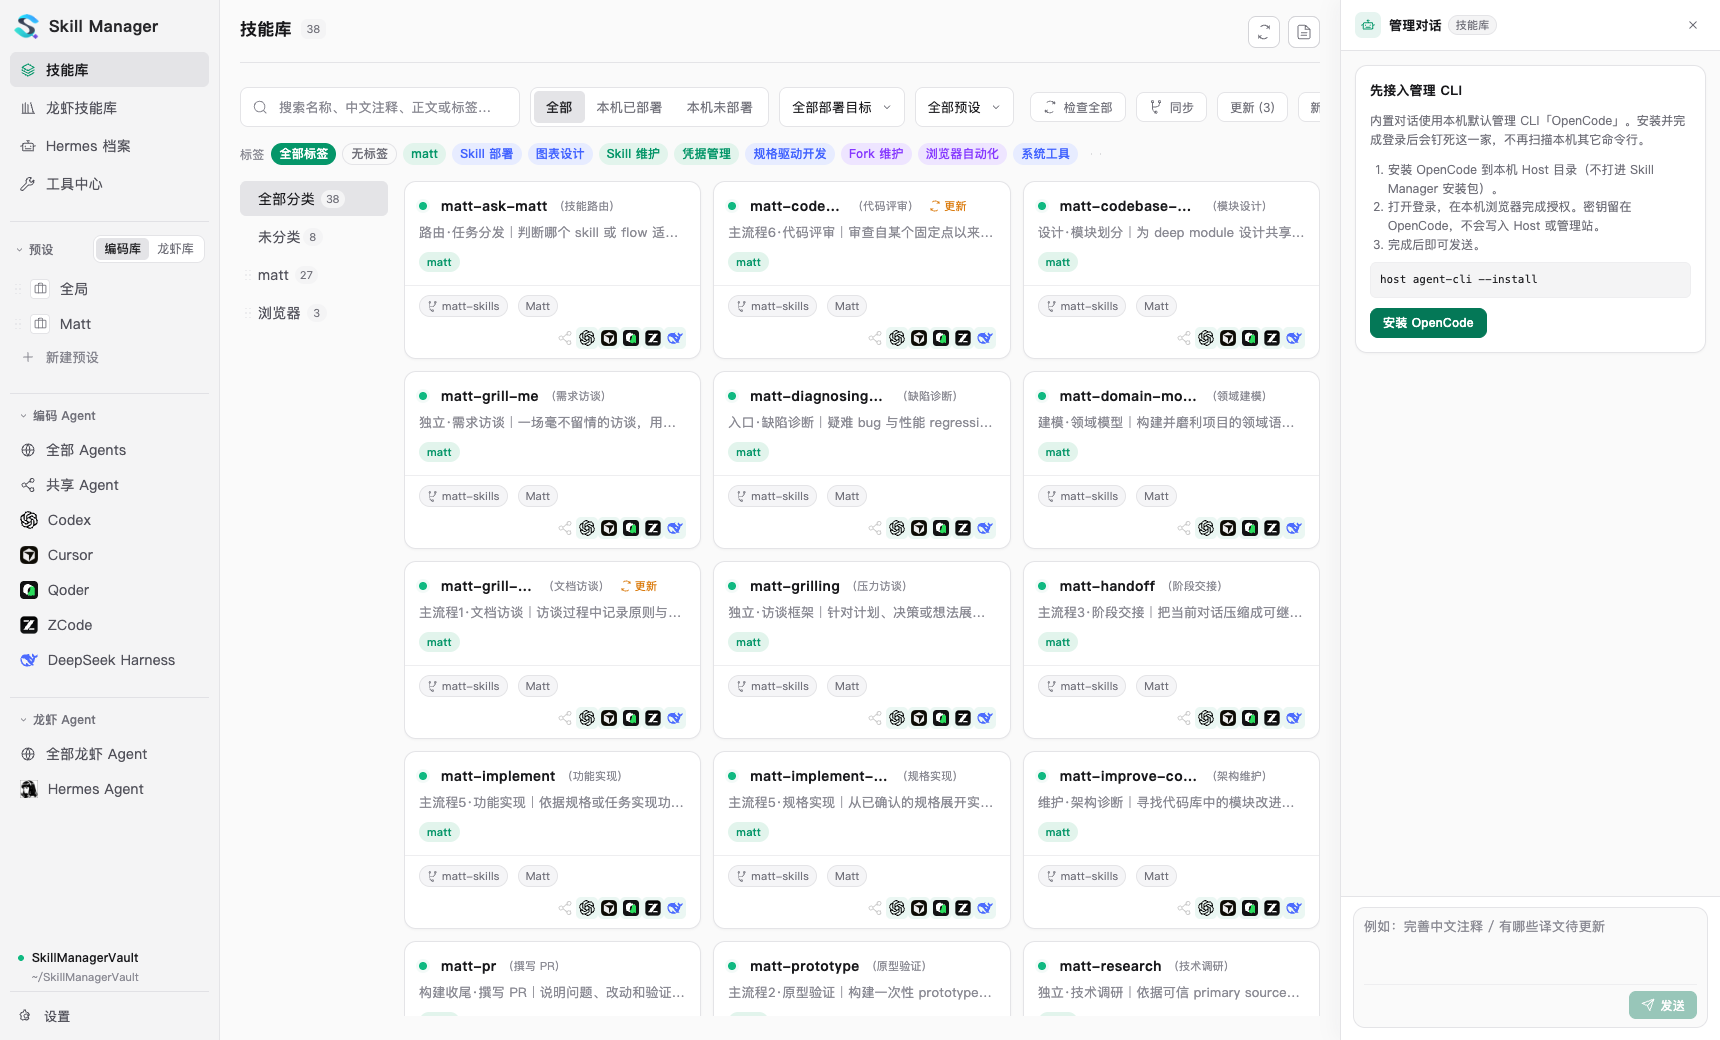 Skill Manager
技能库
龙虾技能库
Hermes 档案
工具中心
预设
编码库
龙虾库
全局
Matt
新建预设
编码 Agent
全部 Agents
共享 Agent
Codex
Cursor
Qoder
ZCode
DeepSeek Harness
龙虾 Agent
全部龙虾 Agent
Hermes Agent
SkillManagerVault
~/SkillManagerVault
设置
技能库 38
搜索名称、中文注释、正文或标签...
全部 本机已部署 本机未部署
全部部署目标
全部预设
检查全部
同步
更新 (3)
标签 全部标签 无标签 matt Skill 部署 图表设计 Skill 维护 凭据管理 规格驱动开发 Fork 维护 浏览器自动化 系统工具
全部分类 38
未分类 8
matt 27
浏览器 3
matt-ask-matt （技能路由）
路由·任务分发｜判断哪个 skill 或 flow 适...
matt
matt-skills Matt
matt-code... （代码评审） 更新
主流程6·代码评审｜审查自某个固定点以来...
matt
matt-skills Matt
matt-codebase-... （模块设计）
设计·模块划分｜为 deep module 设计共享...
matt
matt-skills Matt
matt-grill-me （需求访谈）
独立·需求访谈｜一场毫不留情的访谈，用...
matt
matt-skills Matt
matt-diagnosing... （缺陷诊断）
入口·缺陷诊断｜疑难 bug 与性能 regressi...
matt
matt-skills Matt
matt-domain-mo... （领域建模）
建模·领域模型｜构建并磨利项目的领域语...
matt
matt-skills Matt
matt-grill-... （文档访谈） 更新
主流程1·文档访谈｜访谈过程中记录原则与...
matt
matt-skills Matt
matt-grilling （压力访谈）
独立·访谈框架｜针对计划、决策或想法展...
matt
matt-skills Matt
matt-handoff （阶段交接）
主流程3·阶段交接｜把当前对话压缩成可继...
matt
matt-skills Matt
matt-implement （功能实现）
主流程5·功能实现｜依据规格或任务实现功...
matt
matt-skills Matt
matt-implement-... （规格实现）
主流程5·规格实现｜从已确认的规格展开实...
matt
matt-skills Matt
matt-improve-co... （架构维护）
维护·架构诊断｜寻找代码库中的模块改进...
matt
matt-skills Matt
matt-pr （撰写 PR）
构建收尾·撰写 PR｜说明问题、改动和验证...
matt-prototype （原型验证）
主流程2·原型验证｜构建一次性 prototype...
matt-research （技术调研）
独立·技术调研｜依据可信 primary source...
管理对话 技能库
先接入管理 CLI
内置对话使用本机默认管理 CLI「OpenCode」。安装并完
成登录后会钉死这一家，不再扫描本机其它命令行。
1. 安装 OpenCode 到本机 Host 目录（不打进 Skill
Manager 安装包）。
2. 打开登录，在本机浏览器完成授权。密钥留在
OpenCode，不会写入 Host 或管理站。
3. 完成后即可发送。
host agent-cli --install
安装 OpenCode
例如：完善中文注释 / 有哪些译文待更新
发送